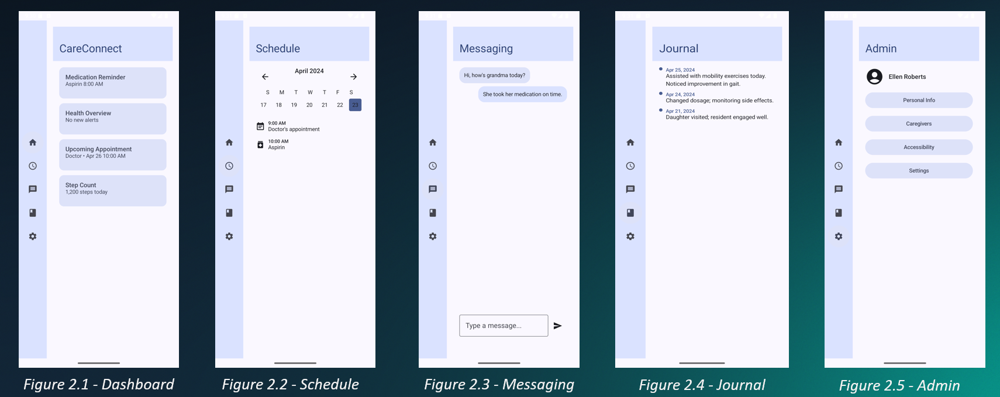 CareConnect
Medication Reminder
Aspirin 8:00 AM
Health Overview
No new alerts
Upcoming Appointment
Doctor • Apr 26 10:00 AM
Step Count
1,200 steps today
Figure 2.1 - Dashboard
Schedule
April 2024
S M T W T F S
17 18 19 20 21 22 23
9:00 AM
Doctor's appointment
10:00 AM
Aspirin
Figure 2.2 - Schedule
Messaging
Hi, how's grandma today?
She took her medication on time.
Type a message...
Figure 2.3 - Messaging
Journal
Apr 25, 2024
Assisted with mobility exercises today.
Noticed improvement in gait.
Apr 24, 2024
Changed dosage; monitoring side effects.
Apr 21, 2024
Daughter visited; resident engaged well.
Figure 2.4 - Journal
Admin
Ellen Roberts
Personal Info
Caregivers
Accessibility
Settings
Figure 2.5 - Admin